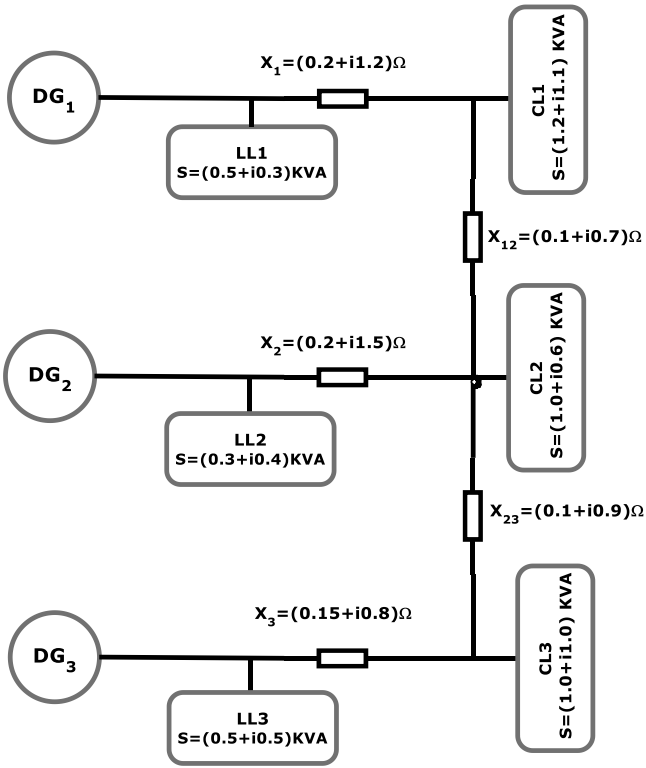 X1=(0.2+i1.2)Ω
DG1
CL1
S=(1.2+i1.1) KVA
LL1
S=(0.5+i0.3)KVA
X12=(0.1+i0.7)Ω
X2=(0.2+i1.5)Ω
DG2
CL2
S=(1.0+i0.6) KVA
LL2
S=(0.3+i0.4)KVA
X23=(0.1+i0.9)Ω
X3=(0.15+i0.8)Ω
DG3
CL3
S=(1.0+i1.0) KVA
LL3
S=(0.5+i0.5)KVA